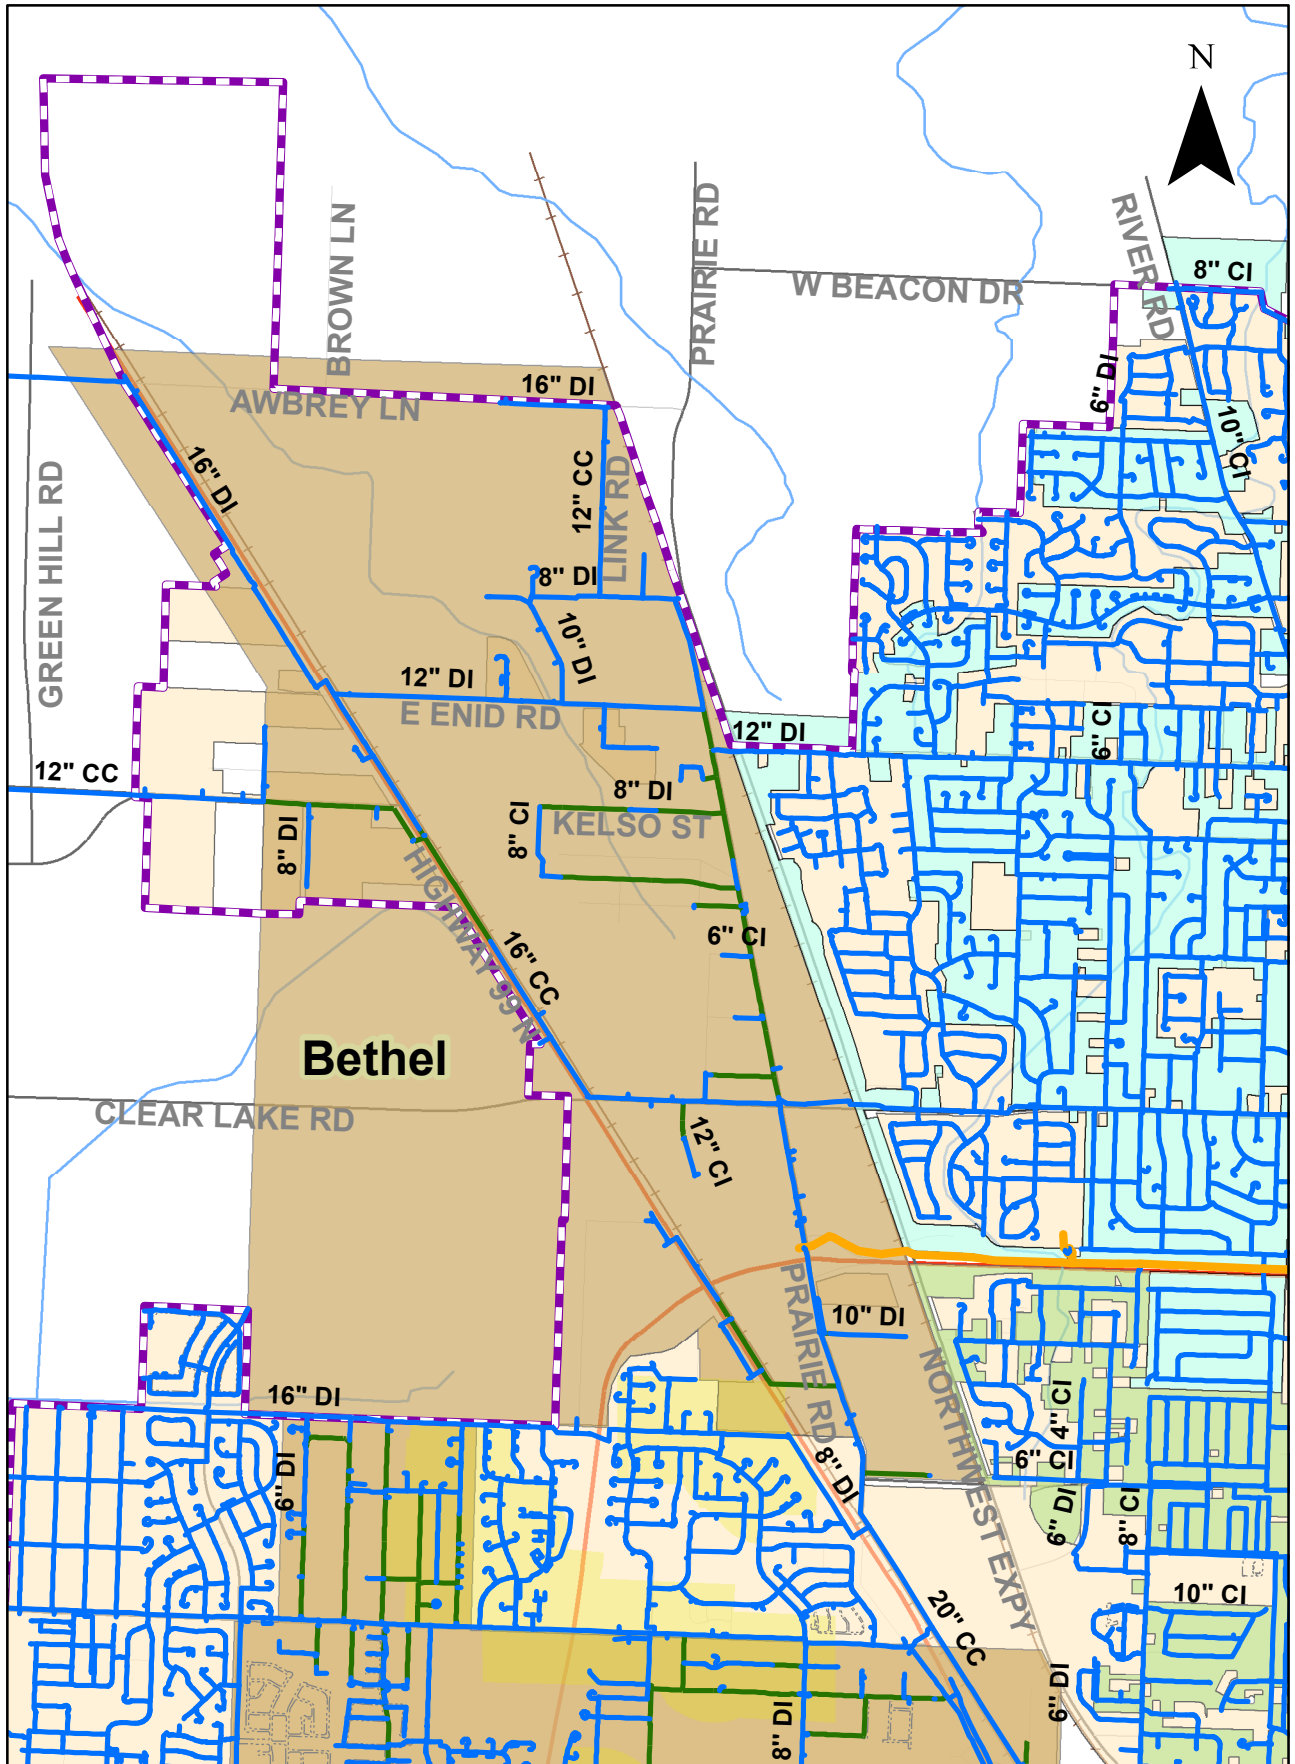 N
RIVER RD
8" CI
PRAIRIE RD
W BEACON DR
BROWN LN
16" DI
6" DI
AWBREY LN
10" CI
16" DI
12" CC
LINK RD
GREEN HILL RD
8" DI
10" DI
12" DI
E ENID RD
12" DI
6" CI
12" CC
8" DI
8" CI
KELSO ST
8" DI
HIGHWAY 99 N
6" CI
16" CC
Bethel
CLEAR LAKE RD
12" CI
PRAIRIE RD
10" DI
NORTHWEST EXPY
16" DI
4" CI
6" CI
6" DI
8" DI
6" DI
8" CI
10" CI
20" CC
6" DI
8" DI